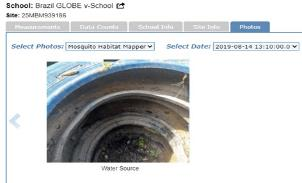 School: Brazil GLOBE v-School
Site: 25MBM939186
Measurements Data Counts School Info Site Info Photos
Select Photos: Mosquito Habitat Mapper Select Date: 2019-08-14 13:10:00.0
Water Source